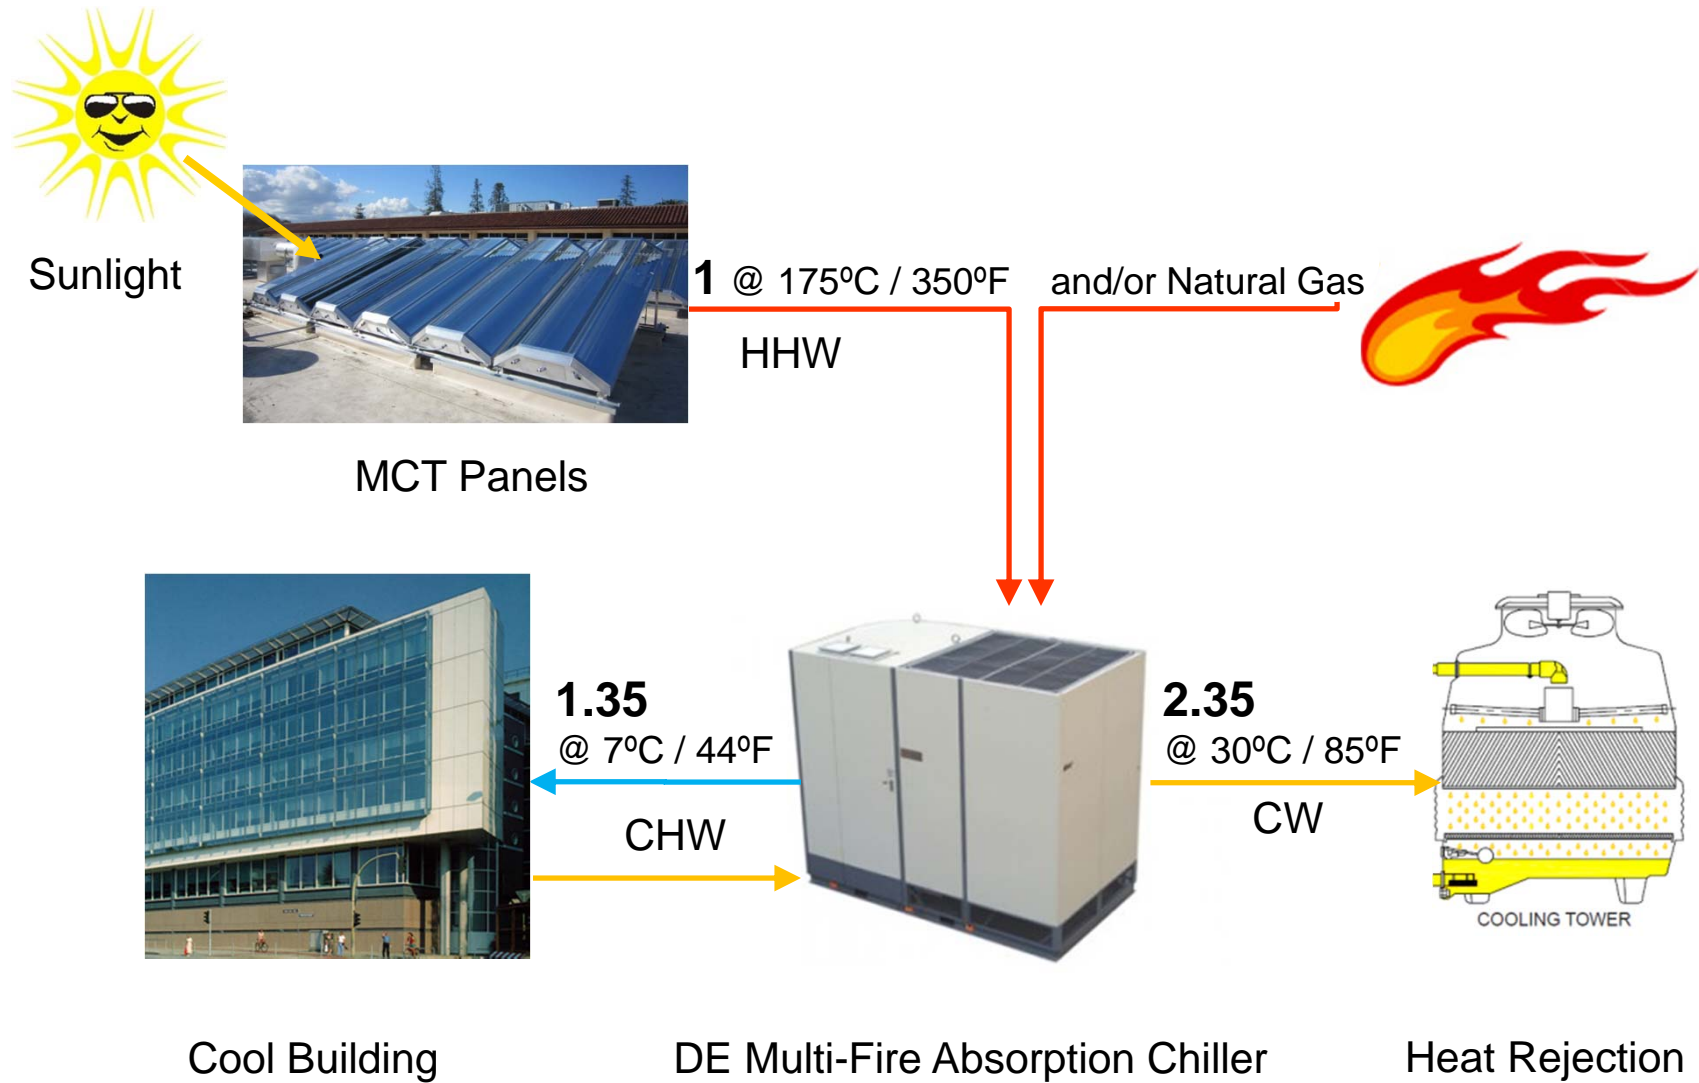 Sunlight
1 @ 175ºC / 350ºF
and/or Natural Gas
HHW
MCT Panels
1.35
@ 7ºC / 44ºF
CHW
2.35
@ 30ºC / 85ºF
CW
COOLING TOWER
Cool Building
DE Multi-Fire Absorption Chiller
Heat Rejection